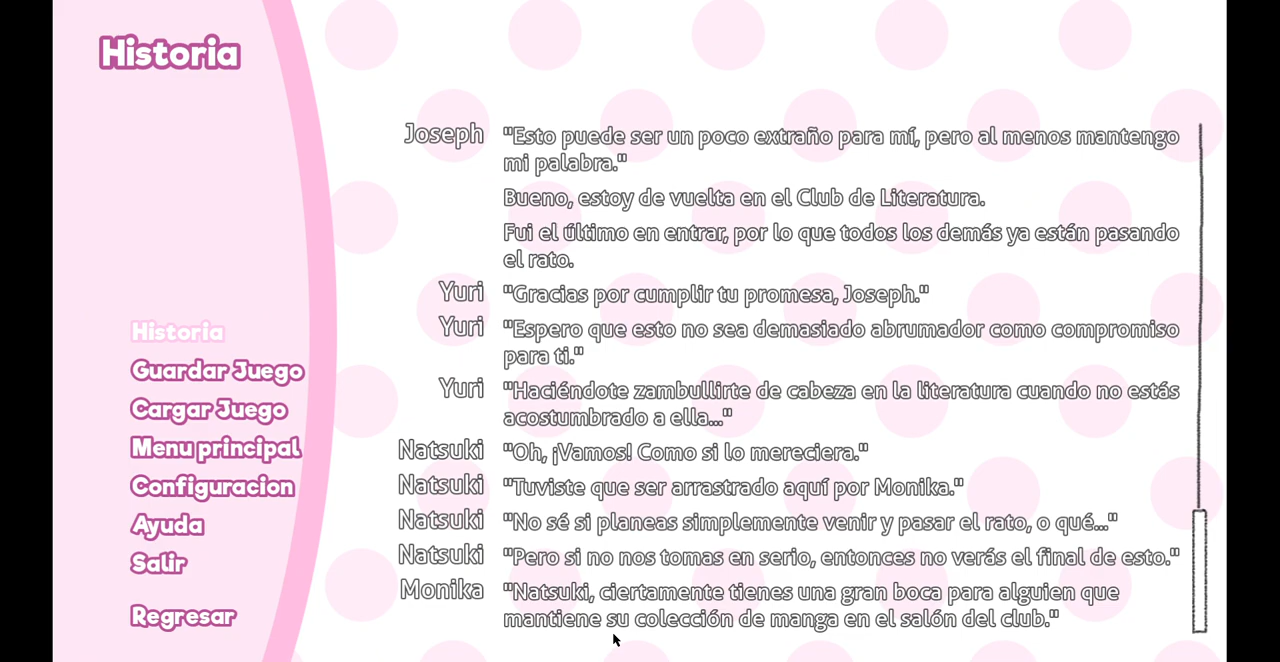 Historia
Joseph "Esto puede ser un poco extraño para mí, pero al menos mantengo
mi palabra."
Bueno, estoy de vuelta en el Club de Literatura.
Fui el último en entrar, por lo que todos los demás ya están pasando
el rato.
Yuri "Gracias por cumplir tu promesa, Joseph."
Yuri "Espero que esto no sea demasiado abrumador como compromiso
para ti."
Yuri "Haciéndote zambullirte de cabeza en la literatura cuando no estás
acostumbrado a ella..."
Natsuki "Oh, ¡Vamos! Como si lo mereciera."
Natsuki "Tuviste que ser arrastrado aquí por Monika."
Natsuki "No sé si planeas simplemente venir y pasar el rato, o qué..."
Natsuki "Pero si no nos tomas en serio, entonces no verás el final de esto."
Monika "Natsuki, ciertamente tienes una gran boca para alguien que
mantiene su colección de manga en el salón del club."
Historia
Guardar Juego
Cargar Juego
Menu principal
Configuracion
Ayuda
Salir
Regresar